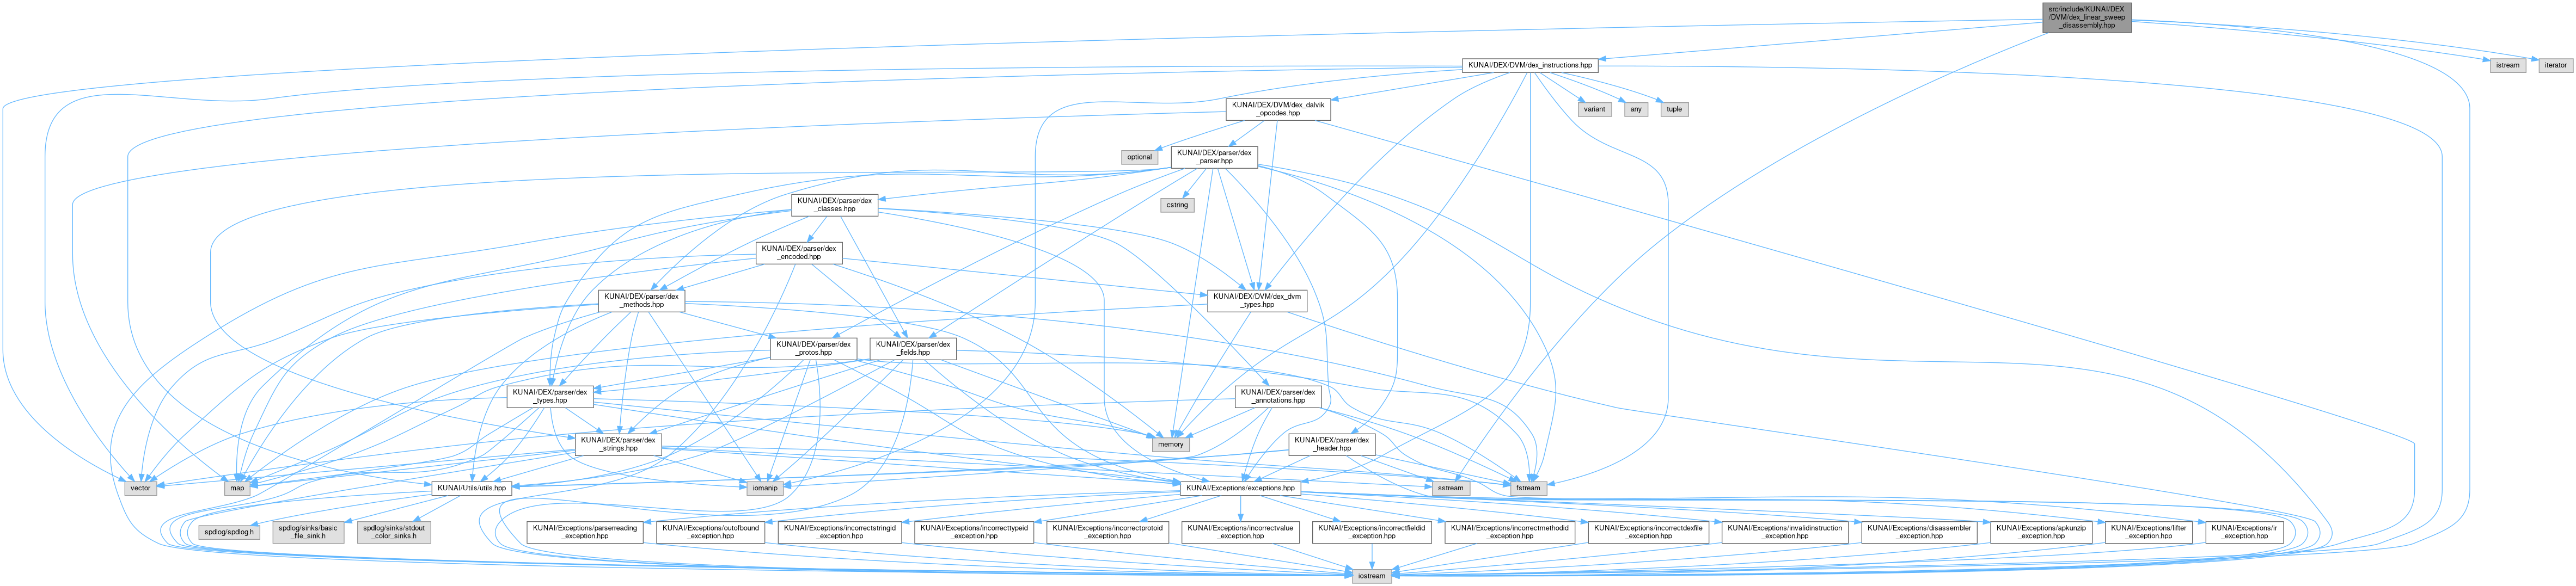 src/include/KUNAI/DEX
/DVM/dex_linear_sweep
_disassembly.hpp
KUNAI/DEX/DVM/dex_instructions.hpp
istream
iterator
KUNAI/DEX/DVM/dex_dalvik
_opcodes.hpp
variant
any
tuple
optional
KUNAI/DEX/parser/dex
_parser.hpp
KUNAI/DEX/parser/dex
_classes.hpp
cstring
KUNAI/DEX/parser/dex
_encoded.hpp
KUNAI/DEX/parser/dex
_methods.hpp
KUNAI/DEX/DVM/dex_dvm
_types.hpp
KUNAI/DEX/parser/dex
_protos.hpp
KUNAI/DEX/parser/dex
_fields.hpp
KUNAI/DEX/parser/dex
_types.hpp
KUNAI/DEX/parser/dex
_annotations.hpp
KUNAI/DEX/parser/dex
_strings.hpp
memory
KUNAI/DEX/parser/dex
_header.hpp
vector
map
KUNAI/Utils/utils.hpp
iomanip
KUNAI/Exceptions/exceptions.hpp
sstream
fstream
spdlog/spdlog.h
spdlog/sinks/basic
_file_sink.h
spdlog/sinks/stdout
_color_sinks.h
KUNAI/Exceptions/parserreading
_exception.hpp
KUNAI/Exceptions/outofbound
_exception.hpp
KUNAI/Exceptions/incorrectstringid
_exception.hpp
KUNAI/Exceptions/incorrecttypeid
_exception.hpp
KUNAI/Exceptions/incorrectprotoid
_exception.hpp
KUNAI/Exceptions/incorrectvalue
_exception.hpp
KUNAI/Exceptions/incorrectfieldid
_exception.hpp
KUNAI/Exceptions/incorrectmethodid
_exception.hpp
KUNAI/Exceptions/incorrectdexfile
_exception.hpp
KUNAI/Exceptions/invalidinstruction
_exception.hpp
KUNAI/Exceptions/disassembler
_exception.hpp
KUNAI/Exceptions/apkunzip
_exception.hpp
KUNAI/Exceptions/lifter
_exception.hpp
KUNAI/Exceptions/ir
_exception.hpp
iostream